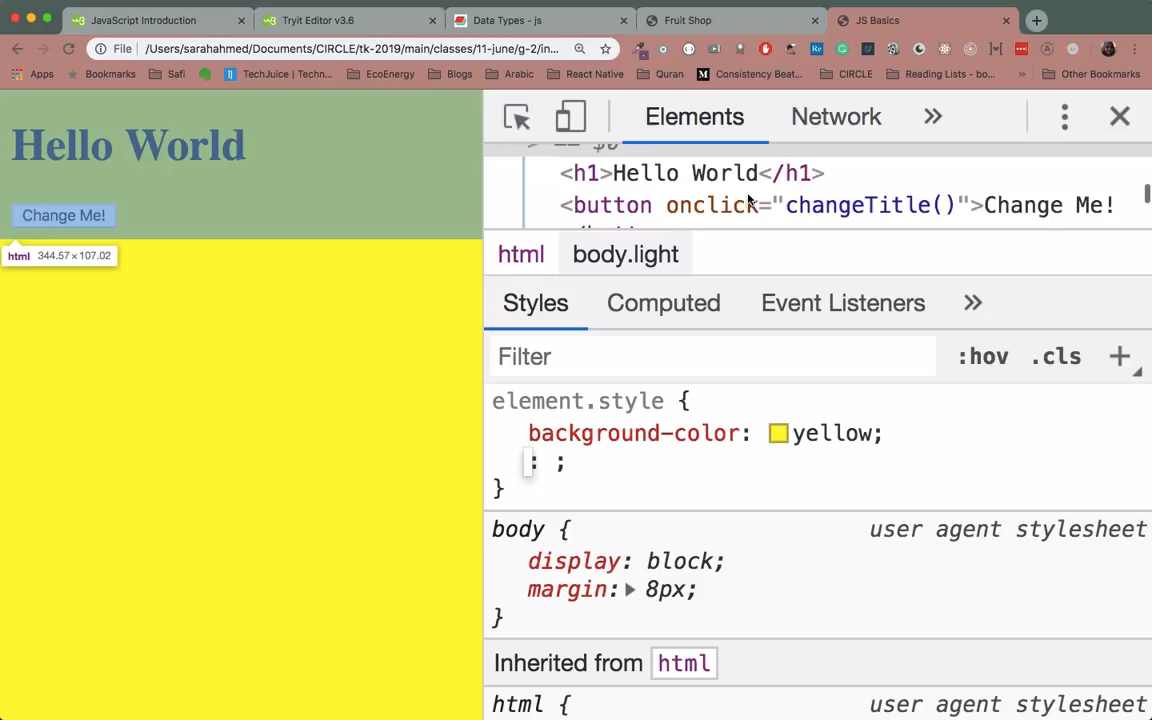 JavaScript Introduction
Tryit Editor v3.6
Data Types - js
Fruit Shop
JS Basics
File /Users/sarahahmed/Documents/CIRCLE/tk-2019/main/classes/11-june/g-2/in...
Apps Bookmarks Safi TechJuice | Techn... EcoEnergy Blogs Arabic React Native Quran Consistency Beat... CIRCLE Reading Lists - bo... » Other Bookmarks
Hello World
Change Me!
html 344.57 × 107.02
Elements Network »
> == $0
<h1>Hello World</h1>
<button onclick="changeTitle()">Change Me!
html body.light
Styles Computed Event Listeners »
Filter :hov .cls +
element.style {
background-color: yellow;
: ;
}
body { user agent stylesheet
display: block;
margin: 8px;
}
Inherited from html
html { user agent stylesheet